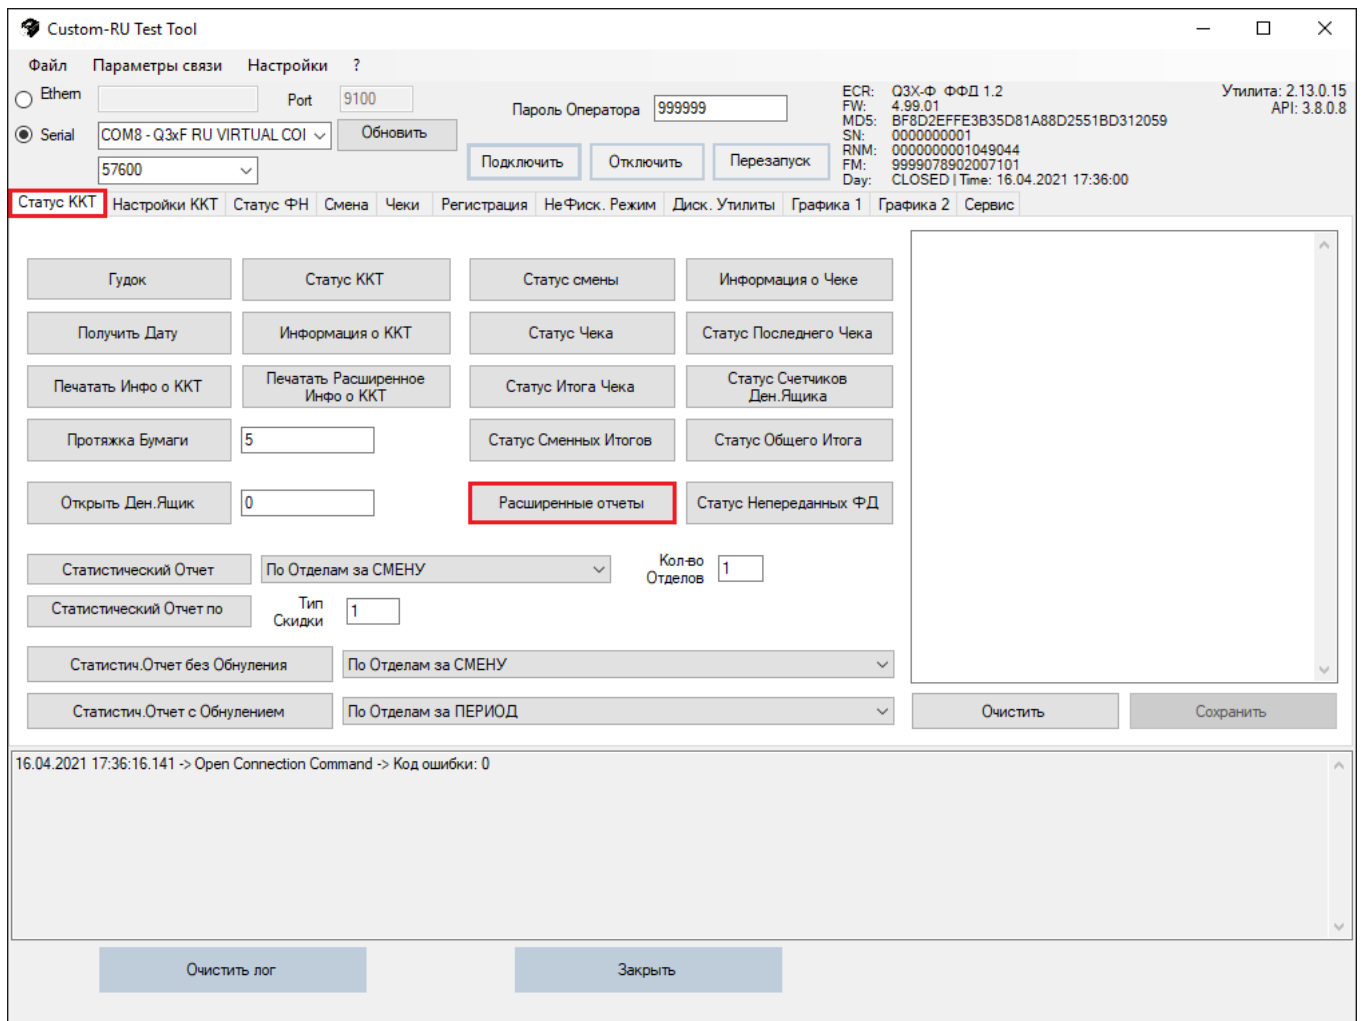 Custom-RU Test Tool
Файл Параметры связи Настройки ?
Ethern Port 9100
Serial COM8 - Q3xF RU VIRTUAL COI Обновить
57600
Пароль Оператора 999999
Подключить Отключить Перезапуск
ECR: Q3X-Ф ФФД 1.2
FW: 4.99.01
MD5: BF8D2EFFE3B35D81A88D2551BD312059
SN: 0000000001
RNM: 0000000001049044
FM: 9999078902007101
Day: CLOSED | Time: 16.04.2021 17:36:00
Утилита: 2.13.0.15
API: 3.8.0.8
Статус ККТ Настройки ККТ Статус ФН Смена Чеки Регистрация НеФиск. Режим Диск. Утилиты Графика 1 Графика 2 Сервис
Гудок Статус ККТ Статус смены Информация о Чеке
Получить Дату Информация о ККТ Статус Чека Статус Последнего Чека
Печатать Инфо о ККТ
Печатать Расширенное
Инфо о ККТ
Статус Итога Чека
Статус Счетчиков
Ден.Ящика
Протяжка Бумаги 5 Статус Сменных Итогов Статус Общего Итога
Открыть Ден.Ящик 0 Расширенные отчеты Статус Непереданных ФД
Статистический Отчет По Отделам за СМЕНУ
Кол-во
Отделов
1
Статистический Отчет по
Тип
Скидки
1
Статистич.Отчет без Обнуления По Отделам за СМЕНУ
Статистич.Отчет с Обнулением По Отделам за ПЕРИОД
Очистить Сохранить
16.04.2021 17:36:16.141 -> Open Connection Command -> Код ошибки: 0
Очистить лог Закрыть